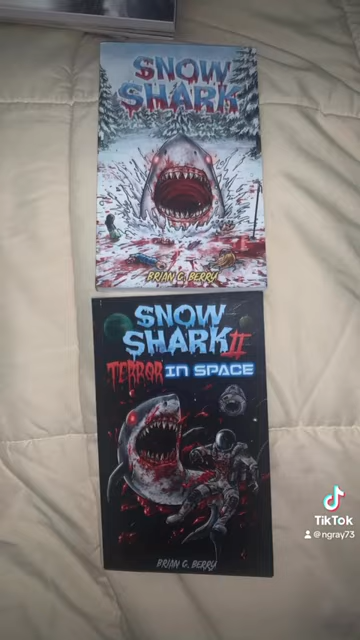 SNOW
SHARK
BRIAN G. BERRY
SNOW
SHARK II
TERROR IN SPACE
BRIAN G. BERRY
TikTok
@ngray73